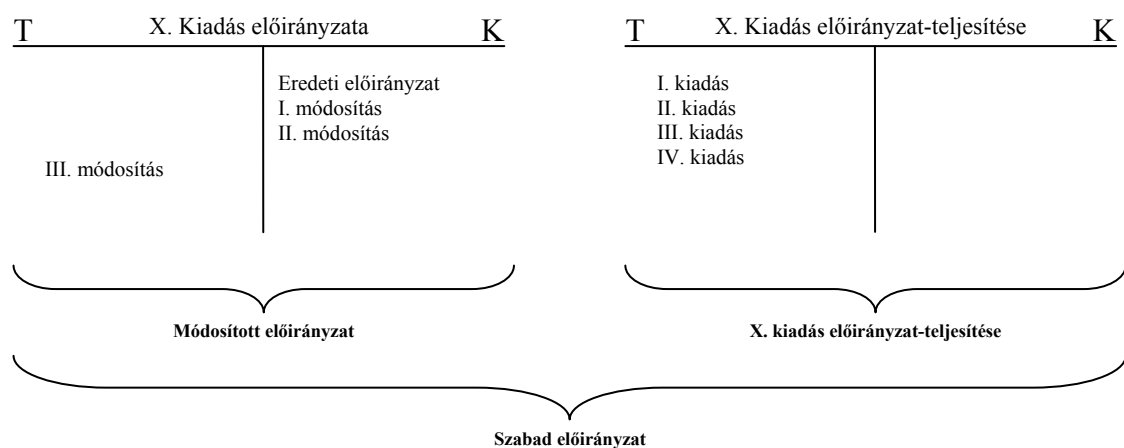 T X. Kiadás előirányzata K
Eredeti előirányzat
I. módosítás
II. módosítás
III. módosítás
Módosított előirányzat
T X. Kiadás előirányzat-teljesítése K
I. kiadás
II. kiadás
III. kiadás
IV. kiadás
X. kiadás előirányzat-teljesítése
Szabad előirányzat